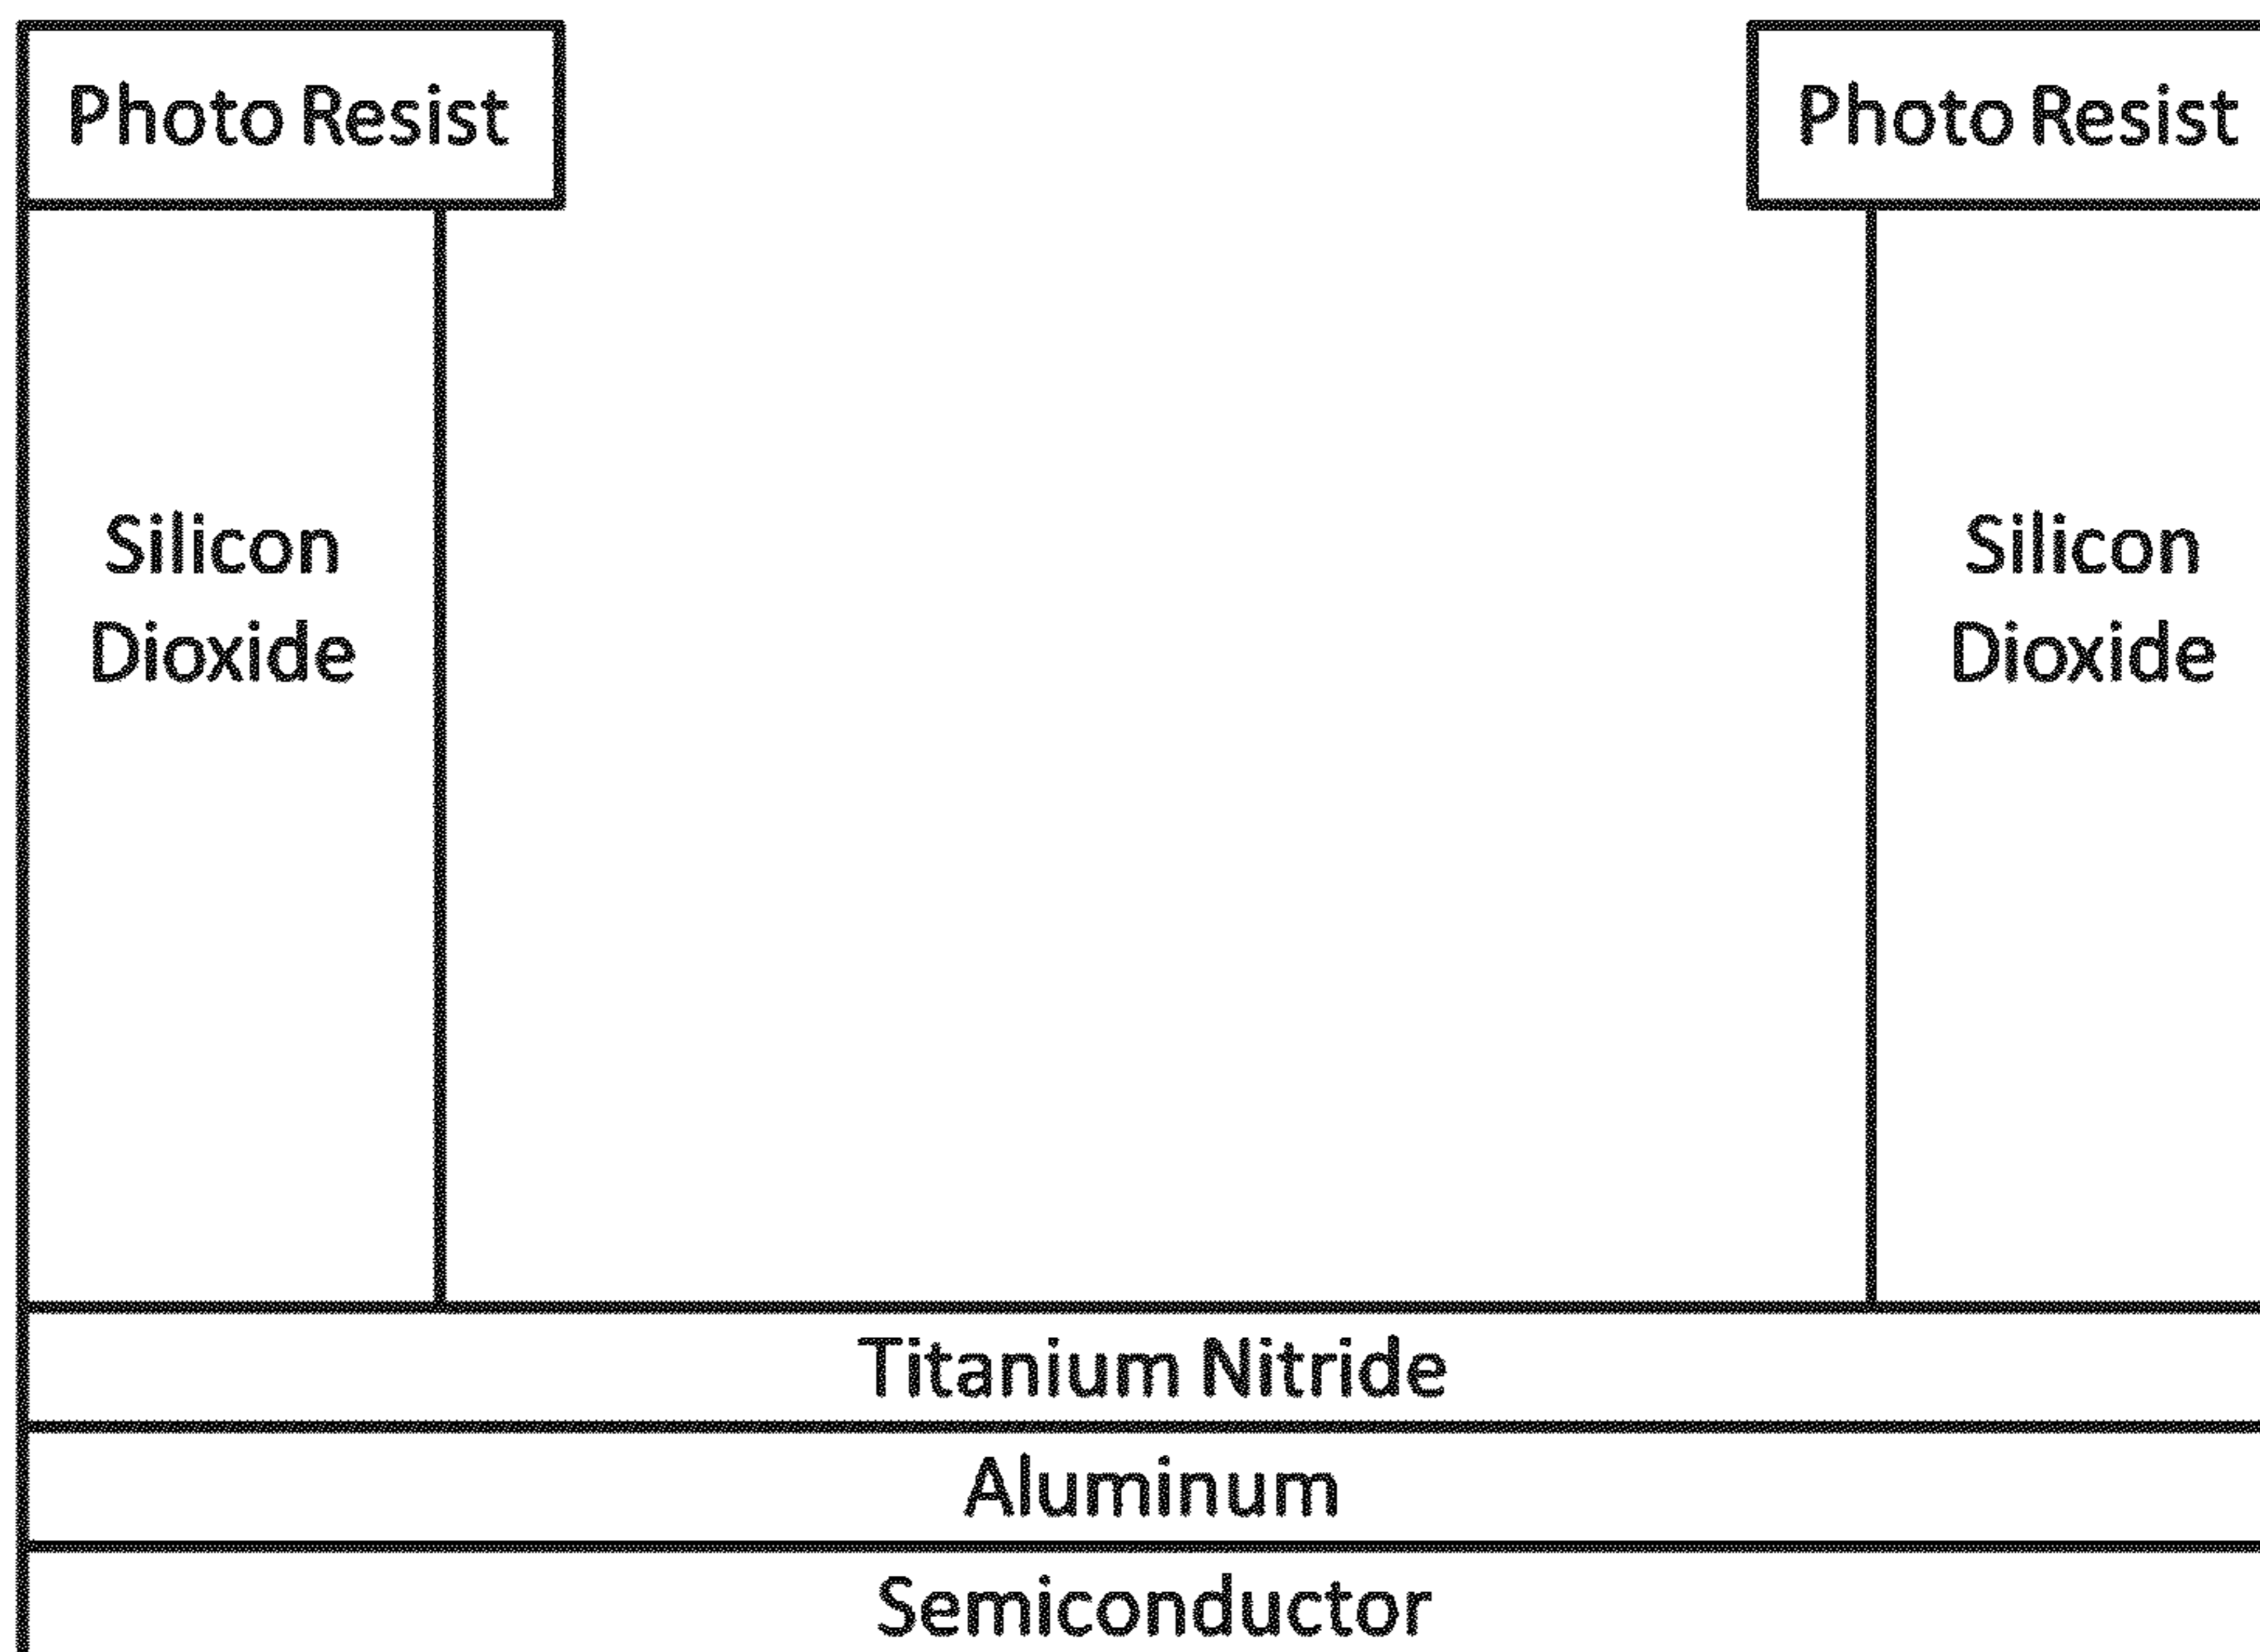 Photo Resist
Photo Resist
Silicon
Dioxide
Silicon
Dioxide
Titanium Nitride
Aluminum
Semiconductor